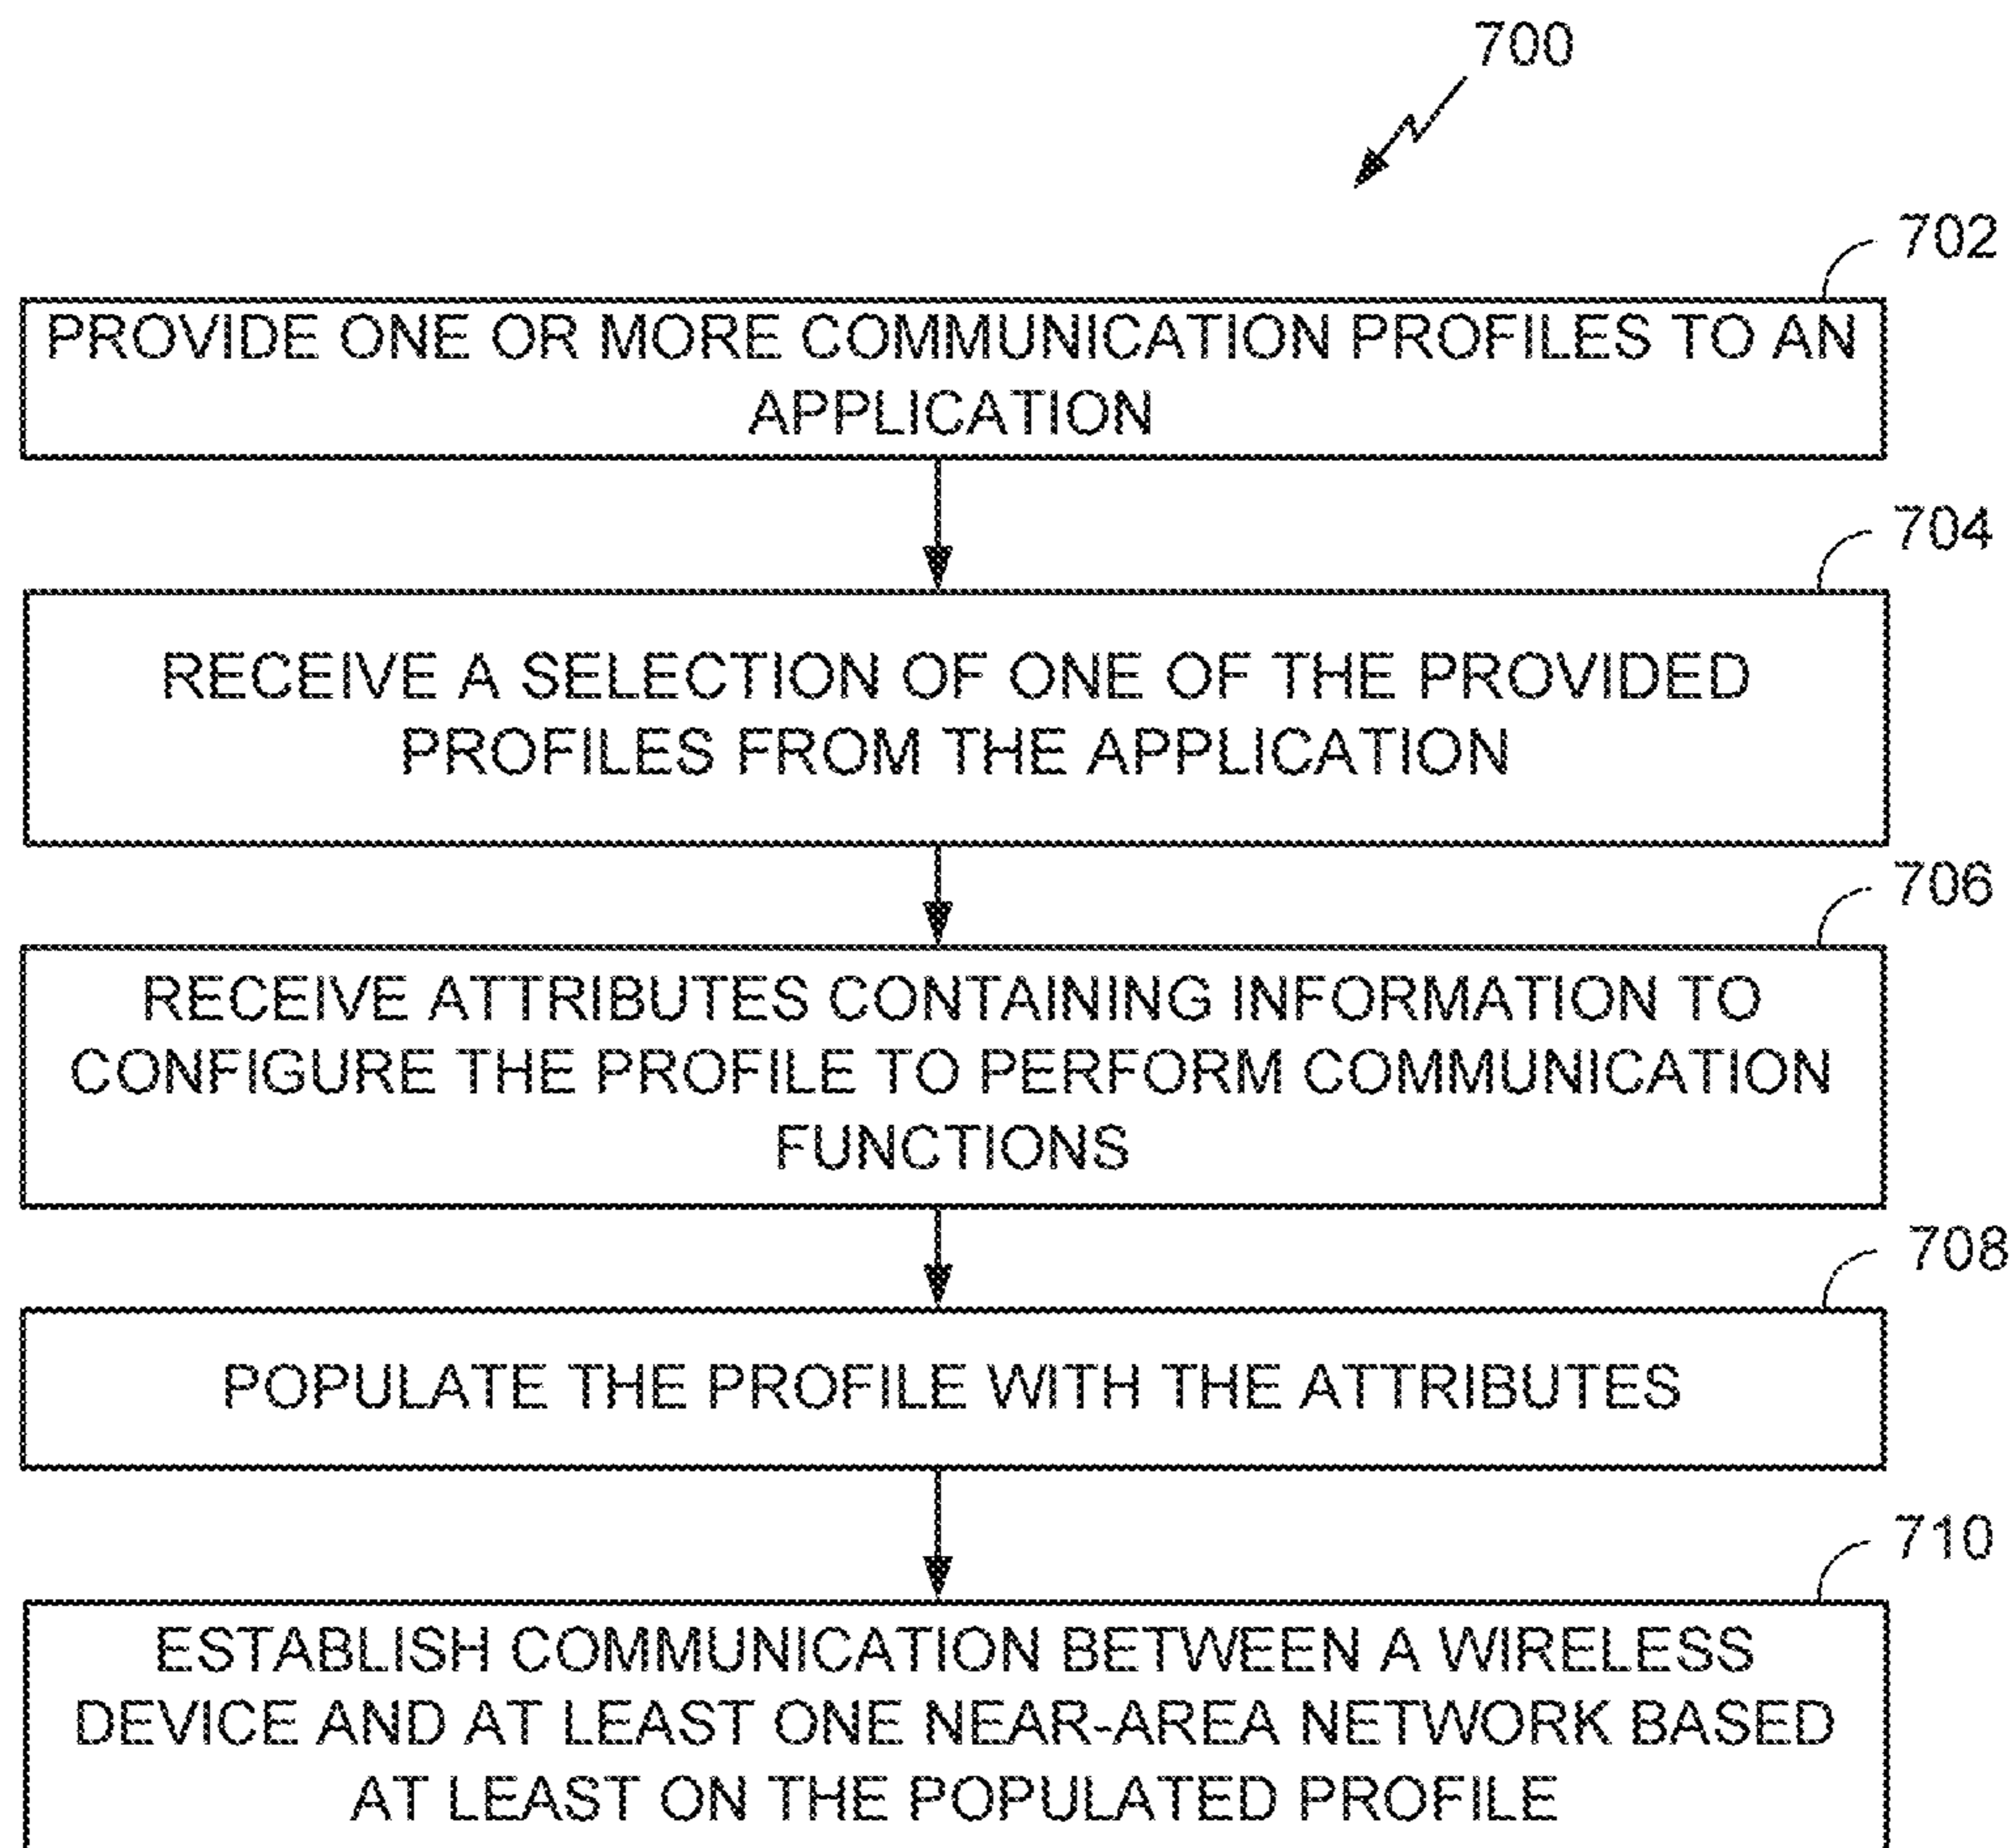 700
702
PROVIDE ONE OR MORE COMMUNICATION PROFILES TO AN
APPLICATION
704
RECEIVE A SELECTION OF ONE OF THE PROVIDED
PROFILES FROM THE APPLICATION
706
RECEIVE ATTRIBUTES CONTAINING INFORMATION TO
CONFIGURE THE PROFILE TO PERFORM COMMUNICATION
FUNCTIONS
708
POPULATE THE PROFILE WITH THE ATTRIBUTES
710
ESTABLISH COMMUNICATION BETWEEN A WIRELESS
DEVICE AND AT LEAST ONE NEAR-AREA NETWORK BASED
AT LEAST ON THE POPULATED PROFILE